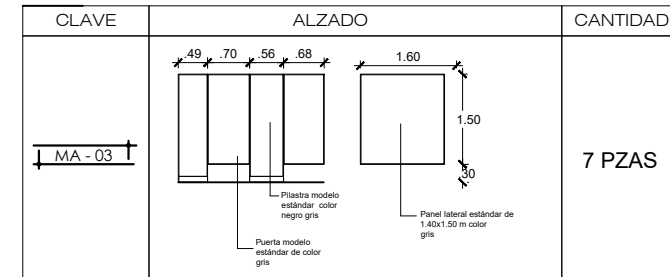 CLAVE ALZADO CANTIDAD
.49 .70 .56 .68 1.60
1.50
MA - 03 7 PZAS
30
Pilastra modelo
estándar color
negro gris
Panel lateral estándar de
1.40x1.50 m color
gris
Puerta modelo
estándar de color
gris